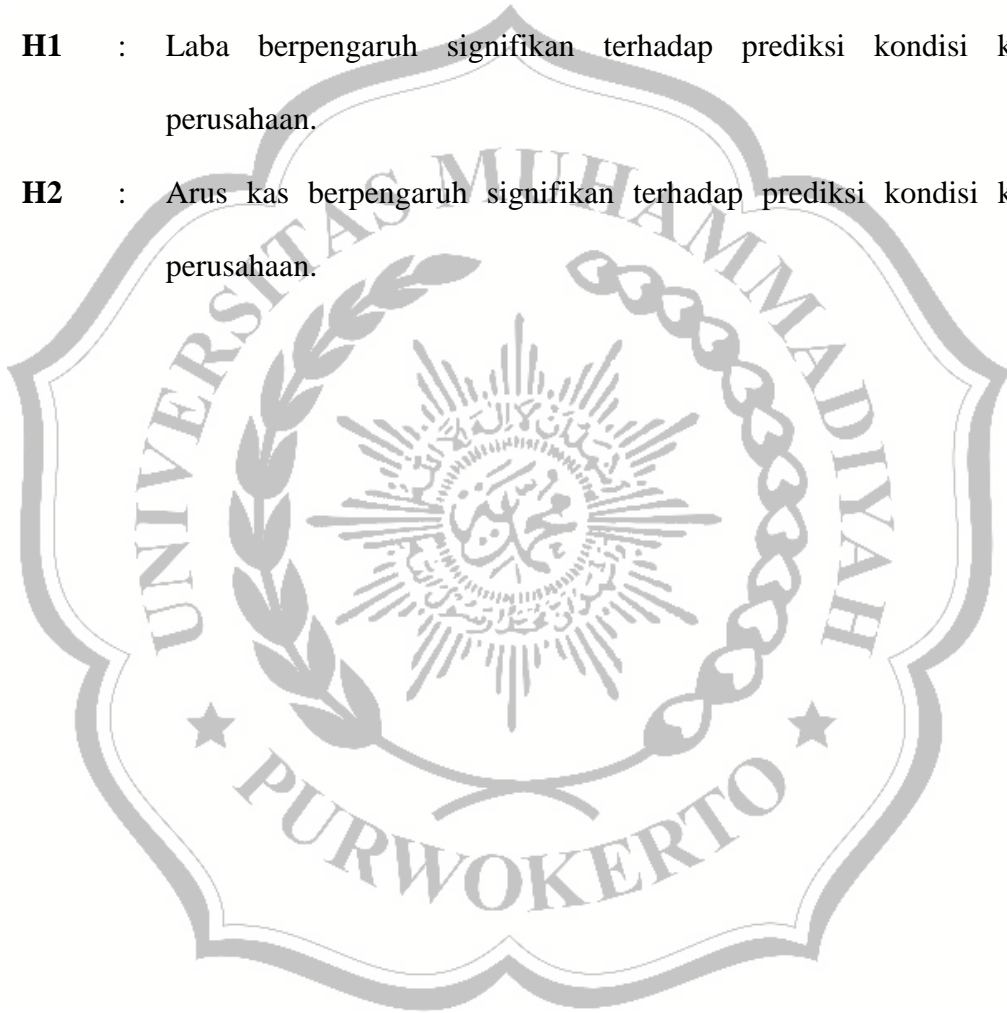 H1 : Laba berpengaruh signifikan terhadap prediksi kondisi
perusahaan.
H2 : Arus kas berpengaruh signifikan terhadap prediksi kondisi
perusahaan.
UNIVERSITAS MUHAMMADIYAH
PURWOKERTO